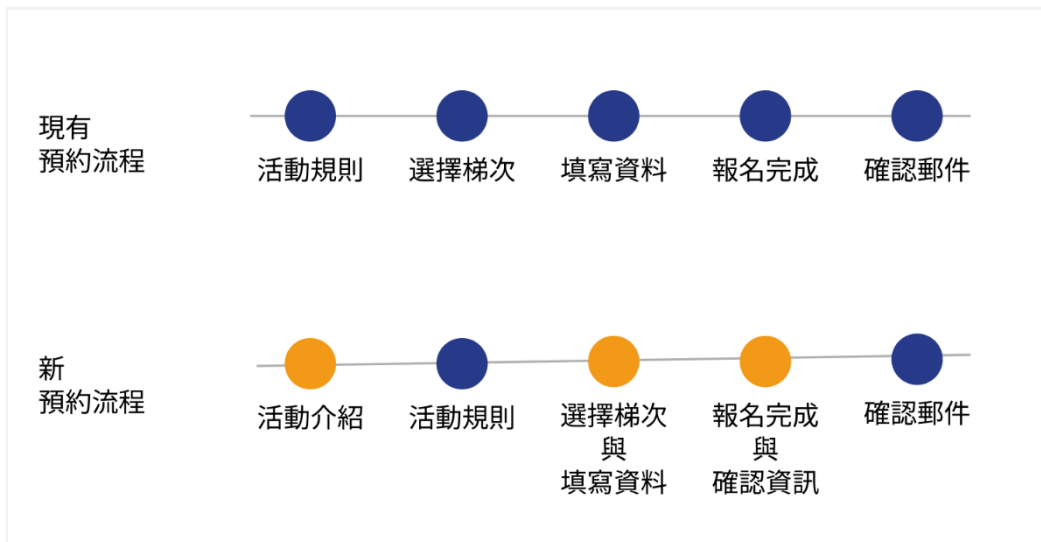 現有
預約流程
活動規則
選擇梯次
填寫資料
報名完成
確認郵件
新
預約流程
活動介紹
活動規則
選擇梯次
與
填寫資料
報名完成
與
確認資訊
確認郵件